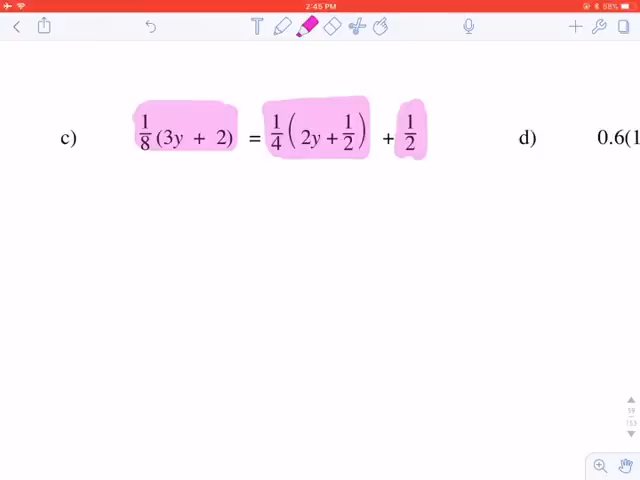 2:45 PM
58%
T
c) 1/8 (3y + 2) = 1/4 (2y + 1/2) + 1/2
d) 0.6(1